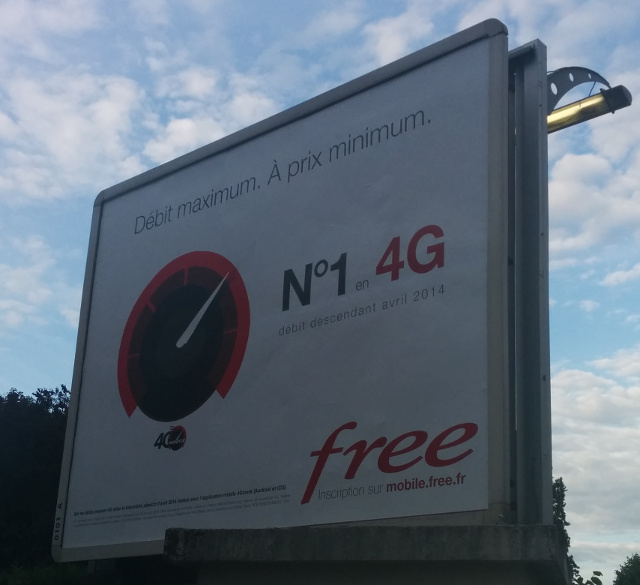 Débit maximum. À prix minimum.
N°1 en 4G
débit descendant avril 2014
free
Inscription sur mobile.free.fr